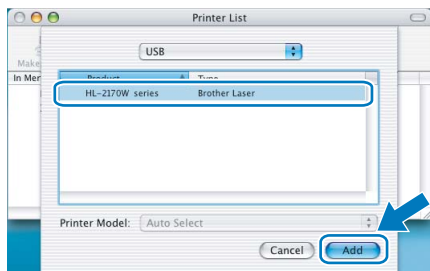 Printer List
USB
Make
In Mer
Product Type
HL-2170W series Brother Laser
Printer Model: Auto Select
Cancel Add